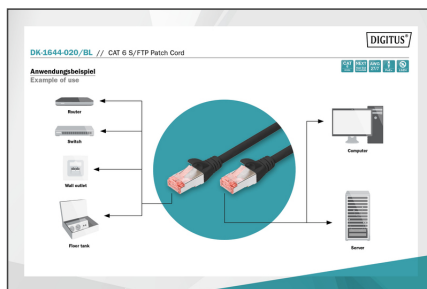 DIGITUS®
DK-1644-020/BL // CAT 6 S/FTP Patch Cord
Anwendungsbeispiel
Example of use
CAT
Router
Switch
Wall outlet
Floor tank
Computer
Server